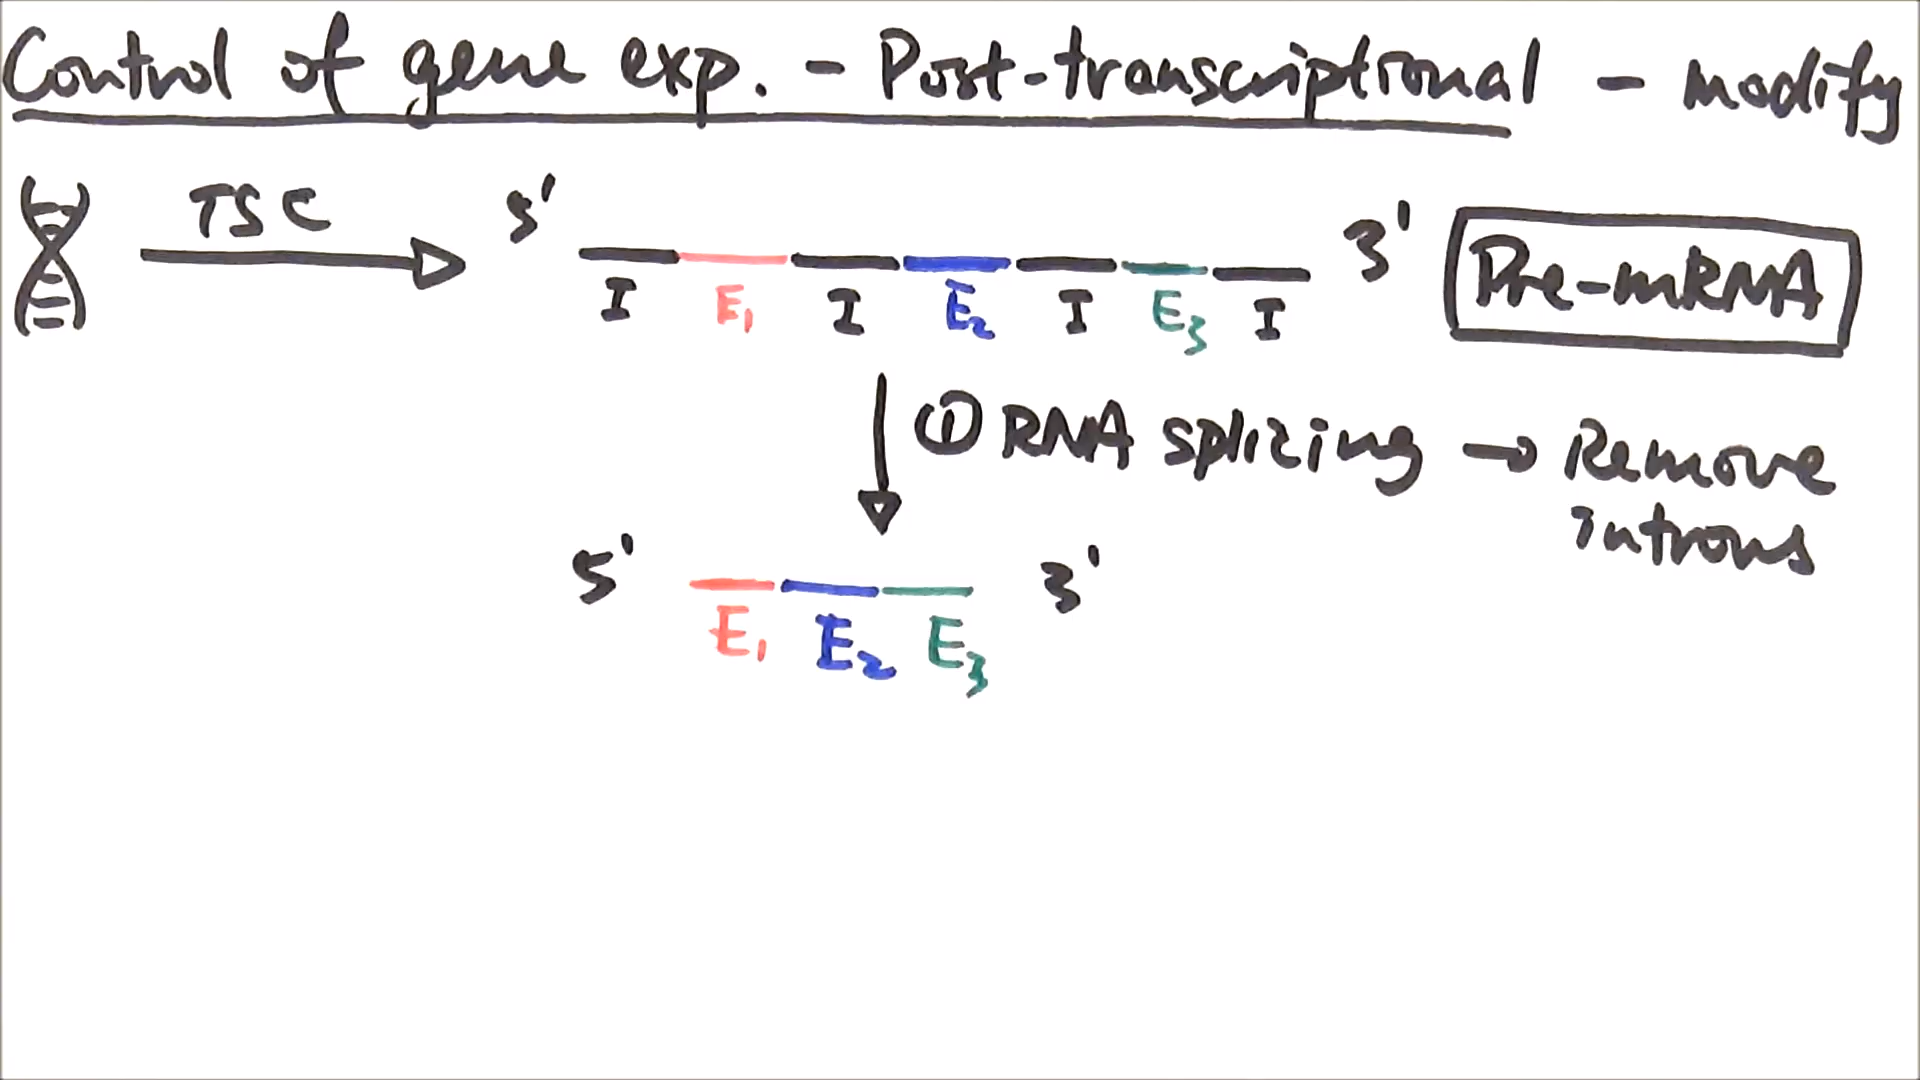 Control of gene exp. - Post-transcriptional - modify
TSC 5' 3' Pre-mRNA
I E₁ I E₂ I E₃ I
① RNA splizing → Remove
introns
5' 3'
E₁ E₂ E₃